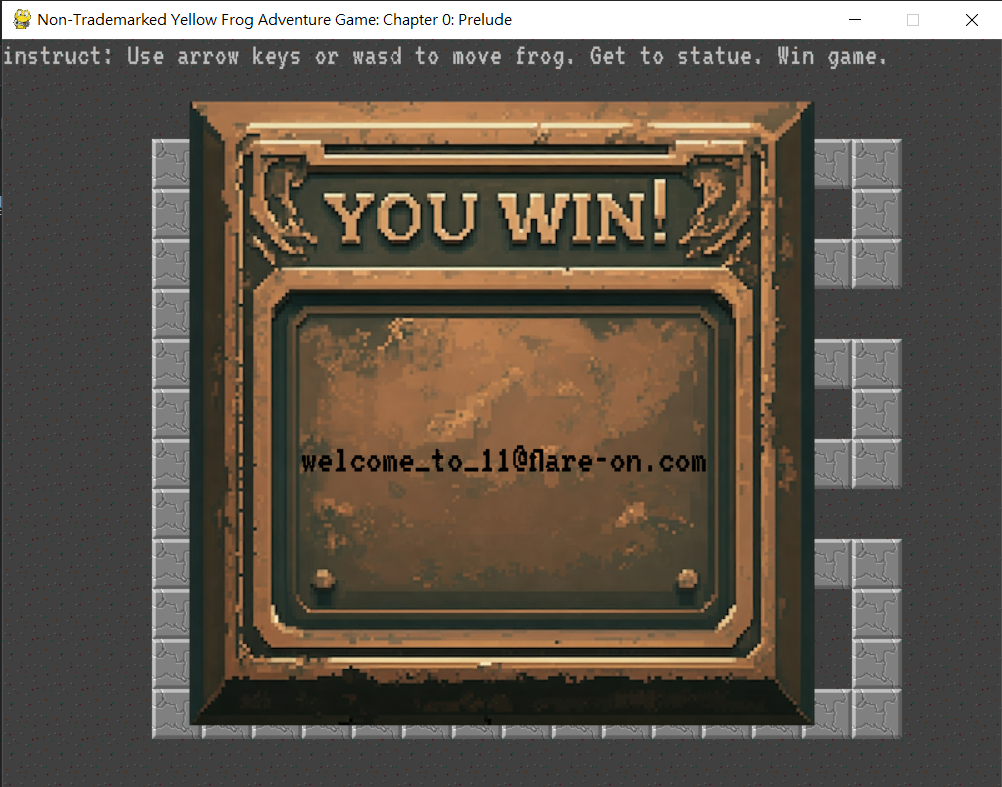 Non-Trademarked Yellow Frog Adventure Game: Chapter 0: Prelude
instruct: Use arrow keys or wasd to move frog. Get to statue. Win game.
YOU WIN!
welcome_to_11@flare-on.com